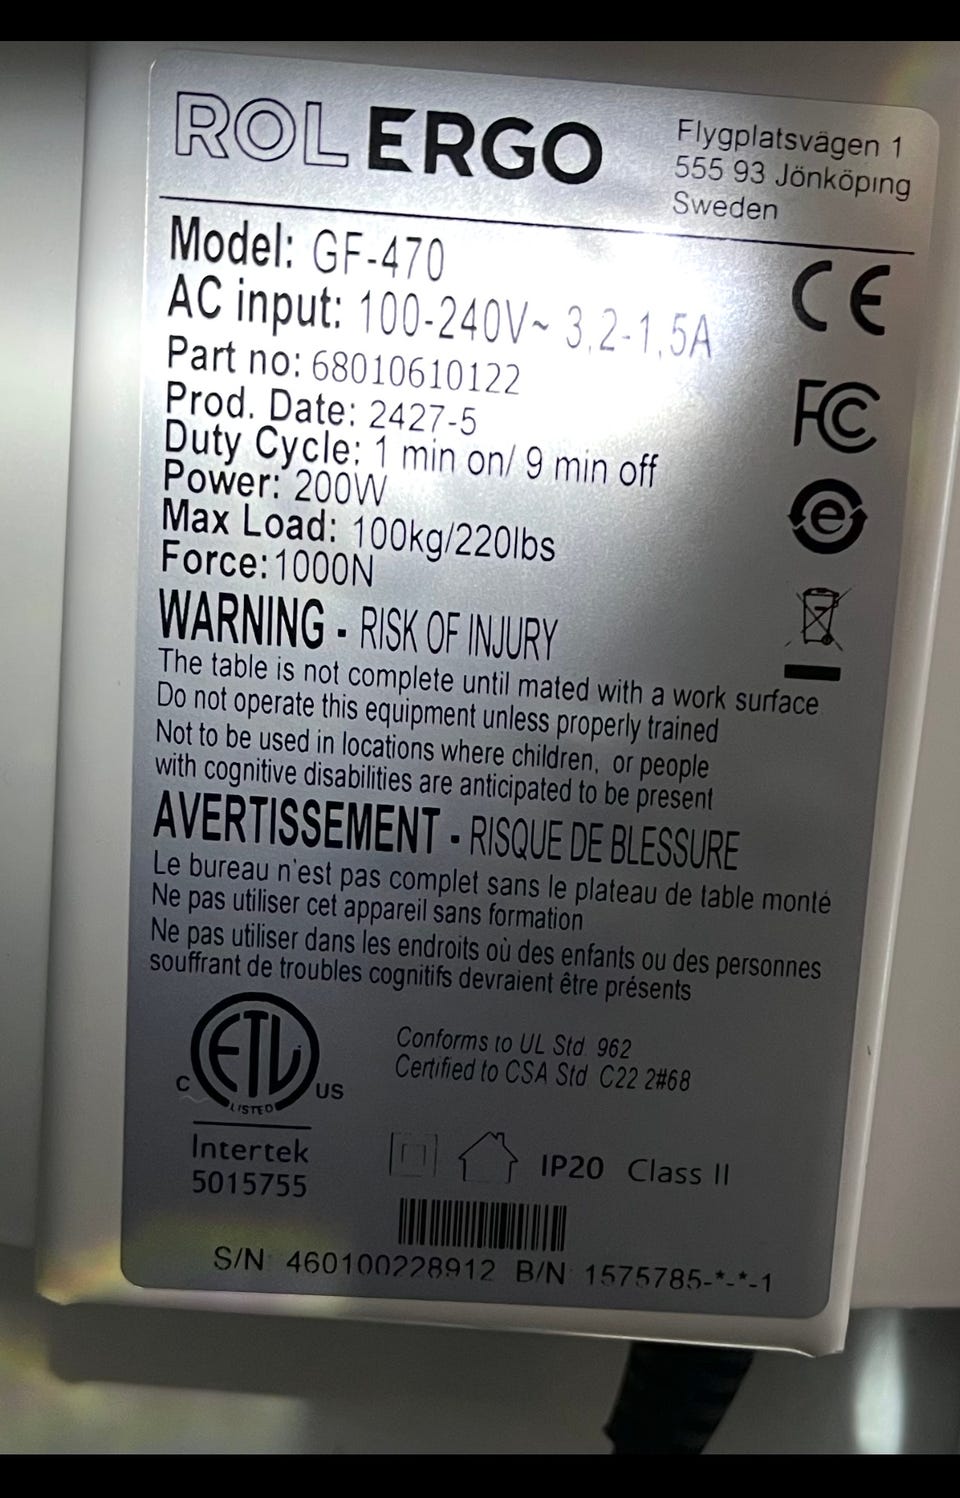 ROL ERGO
Flygplatsvägen 1
555 93 Jönköping
Sweden
Model: GF-470
AC input: 100-240V~ 3,2-1,5A
Part no: 68010610122
Prod. Date: 2427-5
Duty Cycle: 1 min on/ 9 min off
Power: 200W
Max Load: 100kg/220lbs
Force:1000N
CE
FC
e
WARNING - RISK OF INJURY
The table is not complete until mated with a work surface
Do not operate this equipment unless properly trained
Not to be used in locations where children, or people
with cognitive disabilities are anticipated to be present
AVERTISSEMENT - RISQUE DE BLESSURE
Le bureau n'est pas complet sans le plateau de table monté
Ne pas utiliser cet appareil sans formation
Ne pas utiliser dans les endroits où des enfants ou des personnes
souffrant de troubles cognitifs devraient être présents
ETL
C US
LISTED
Intertek
5015755
Conforms to UL Std 962
Certified to CSA Std C22 2#68
IP20 Class II
S/N 460100228912 B/N 1575785-*-*-1